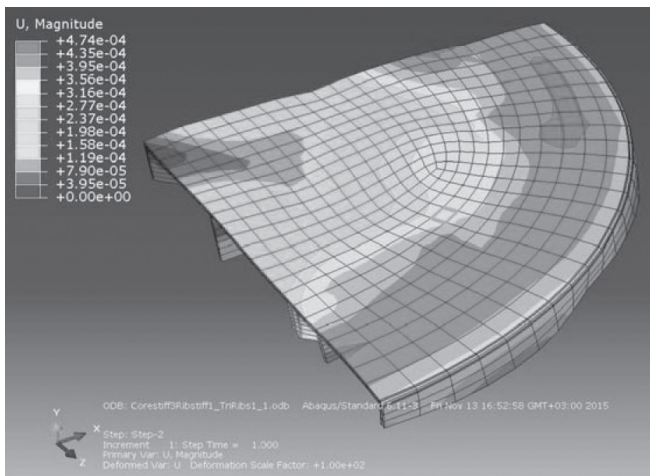 U, Magnitude
+4.74e-04
+4.35e-04
+3.95e-04
+3.56e-04
+3.16e-04
+2.77e-04
+2.37e-04
+1.98e-04
+1.58e-04
+1.19e-04
+7.90e-05
+3.95e-05
+0.00e+00
ODB: Corestiff3Ribstiff1_TriRibs1_1.odb Abaqus/Standard 6.11-3 Fri Nov 13 16:52:58 GMT+03:00 2015
Y
X
Z
Step: Step-2
Increment 1: Step Time = 1.000
Primary Var: U, Magnitude
Deformed Var: U Deformation Scale Factor: +1.00e+02